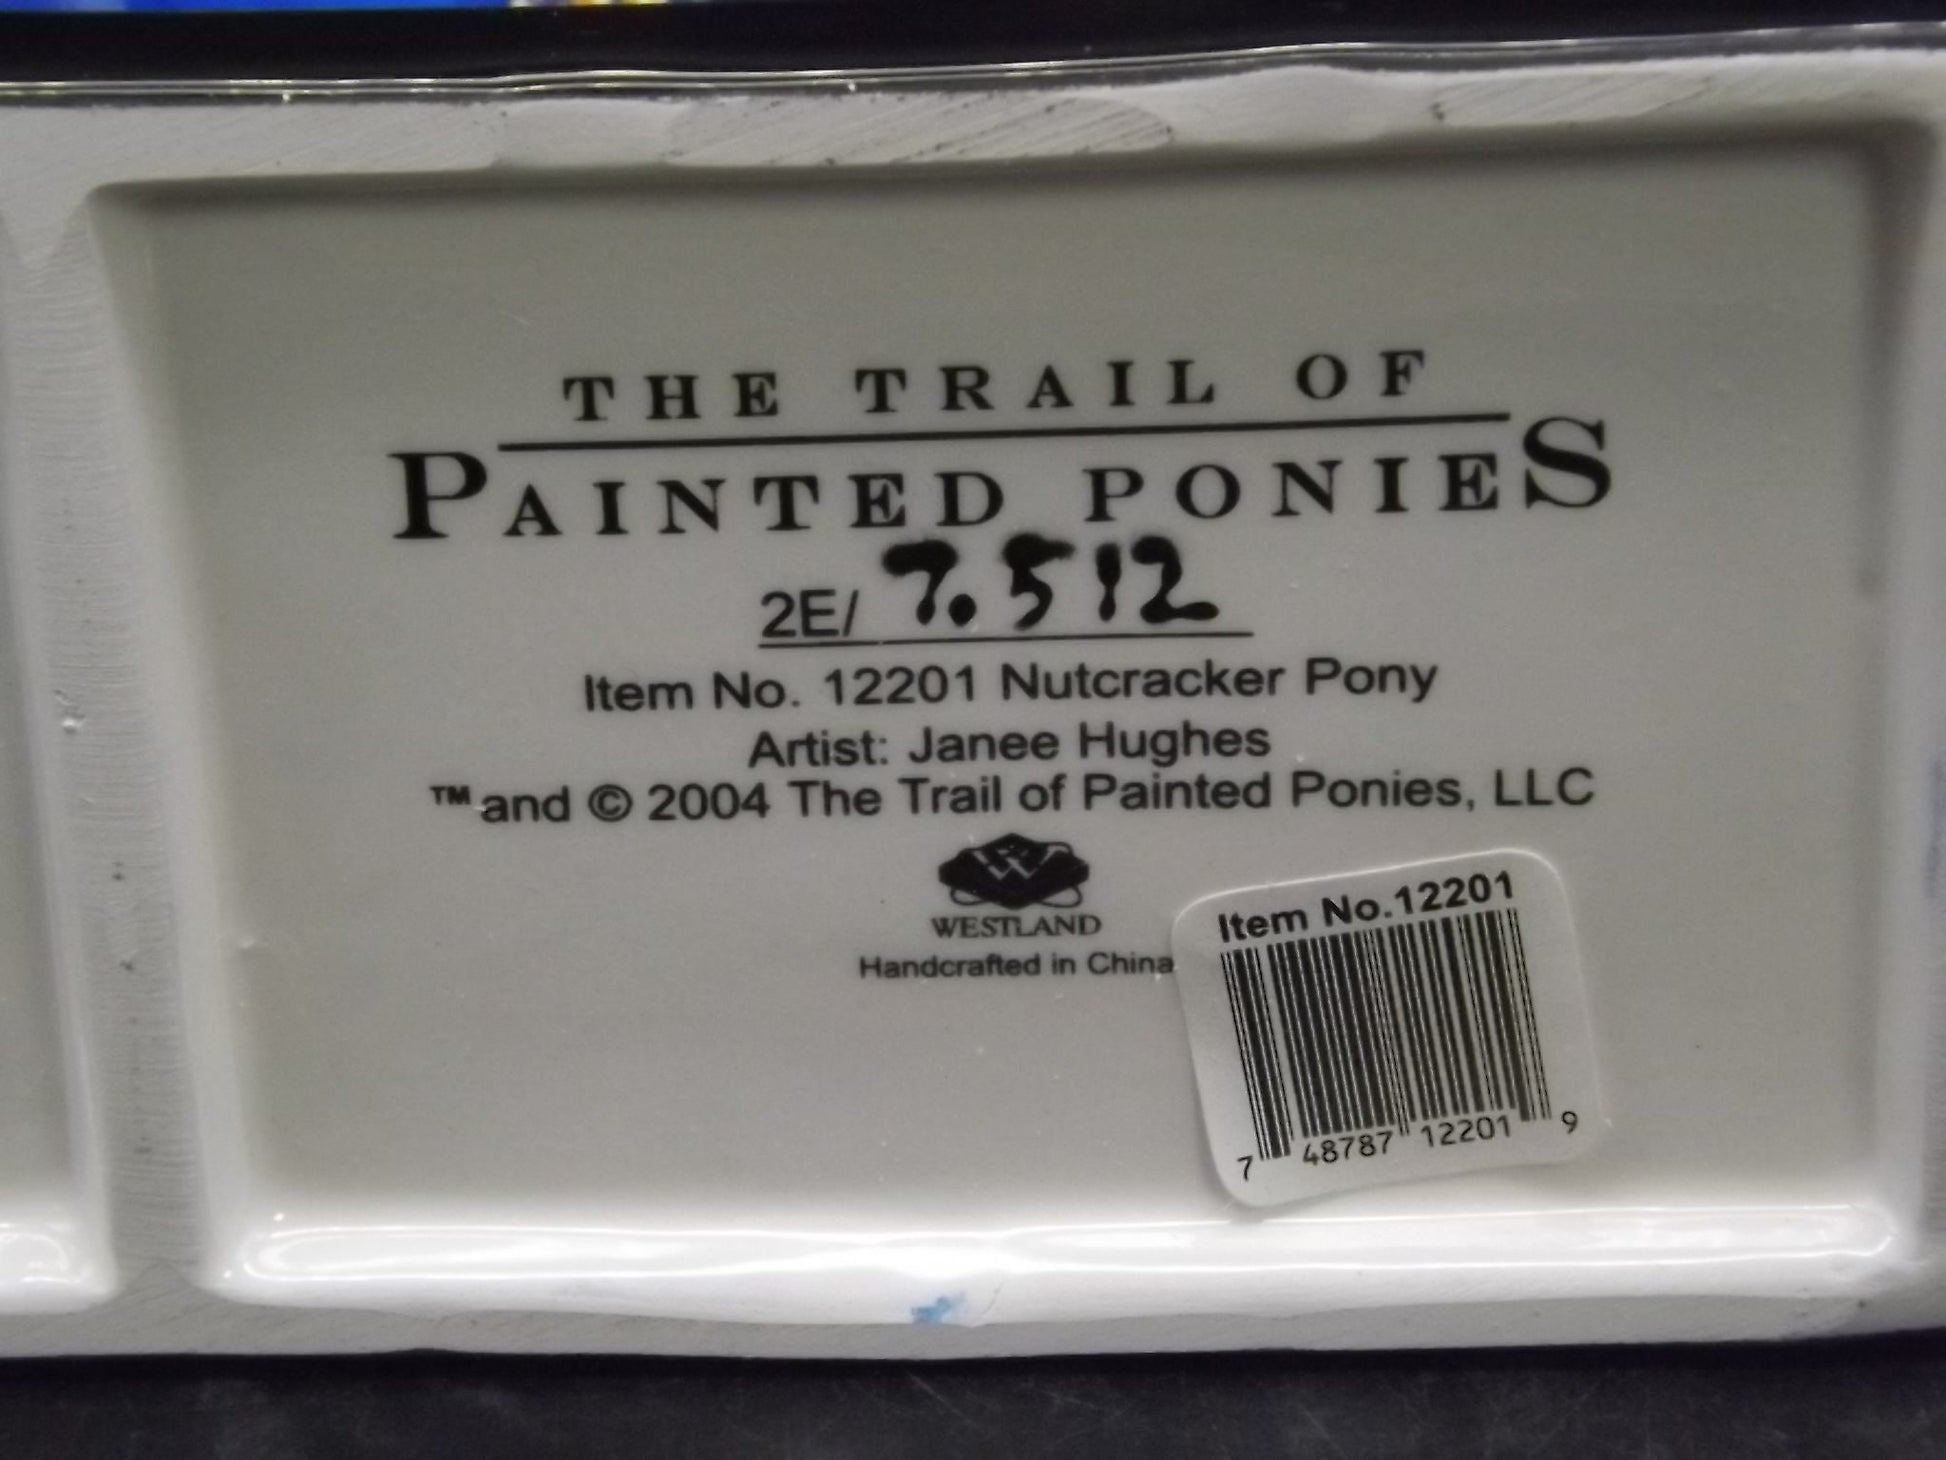 THE TRAIL OF
PAINTED PONIES
2E/ 7.512
Item No. 12201 Nutcracker Pony
Artist: Janee Hughes
™ and © 2004 The Trail of Painted Ponies, LLC
WESTLAND
Handcrafted in China
Item No.12201
7 48787 12201 9